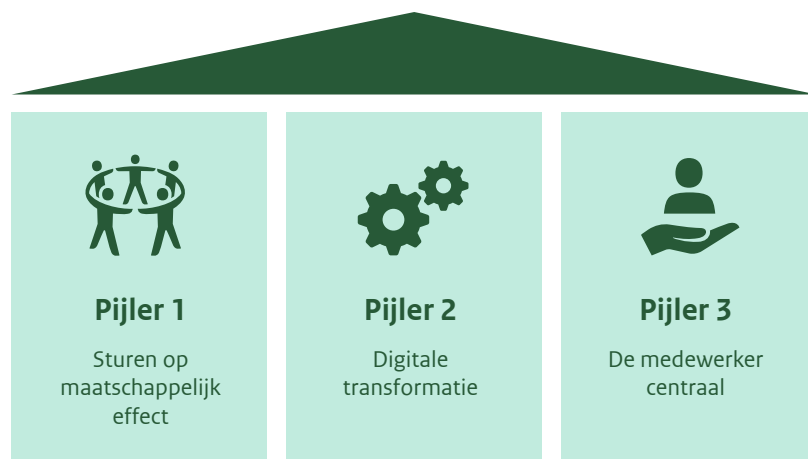 Pijler 1
Sturen op
maatschappelijk
effect
Pijler 2
Digitale
transformatie
Pijler 3
De medewerker
centraal